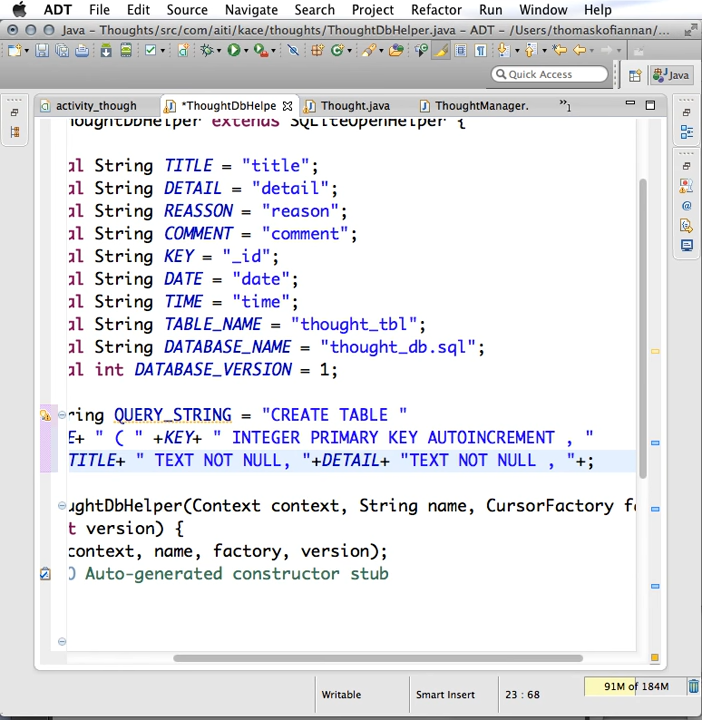 ADT File Edit Source Navigate Search Project Refactor Run Window Help
Java – Thoughts/src/com/aiti/kace/ThoughtDbHelper.java – ADT – /Users/thomaskofiannan/...
Quick Access
Java
activity_though *ThoughtDbHelpe Thought.java ThoughtManager. »1
oughtDbHelper extends SQLiteOpenHelper {
al String TITLE = "title";
al String DETAIL = "detail";
al String REASSON = "reason";
al String COMMENT = "comment";
al String KEY = "_id";
al String DATE = "date";
al String TIME = "time";
al String TABLE_NAME = "thought_tbl";
al String DATABASE_NAME = "thought_db.sql";
al int DATABASE_VERSION = 1;
ring QUERY_STRING = "CREATE TABLE "
E+ " ( " +KEY+ " INTEGER PRIMARY KEY AUTOINCREMENT , "
TITLE+ " TEXT NOT NULL, "+DETAIL+ "TEXT NOT NULL , "+;
ughtDbHelper(Context context, String name, CursorFactory fa
t version) {
context, name, factory, version);
O Auto-generated constructor stub
Writable Smart Insert 23 : 68 91M of 184M